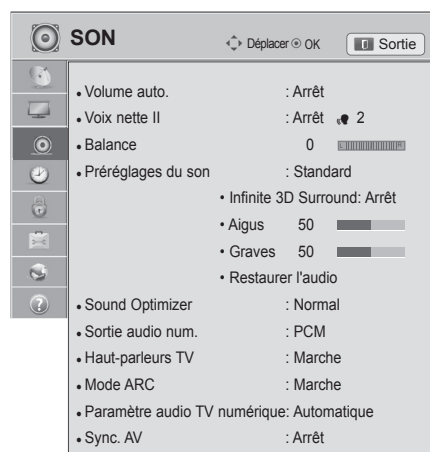 SON Déplacer OK Sortie
• Volume auto. : Arrêt
• Voix nette II : Arrêt 2
• Balance 0 L R
• Préréglages du son : Standard
• Infinite 3D Surround: Arrêt
• Aigus 50
• Graves 50
• Restaurer l'audio
• Sound Optimizer : Normal
• Sortie audio num. : PCM
• Haut-parleurs TV : Marche
• Mode ARC : Marche
• Paramètre audio TV numérique: Automatique
• Sync. AV : Arrêt